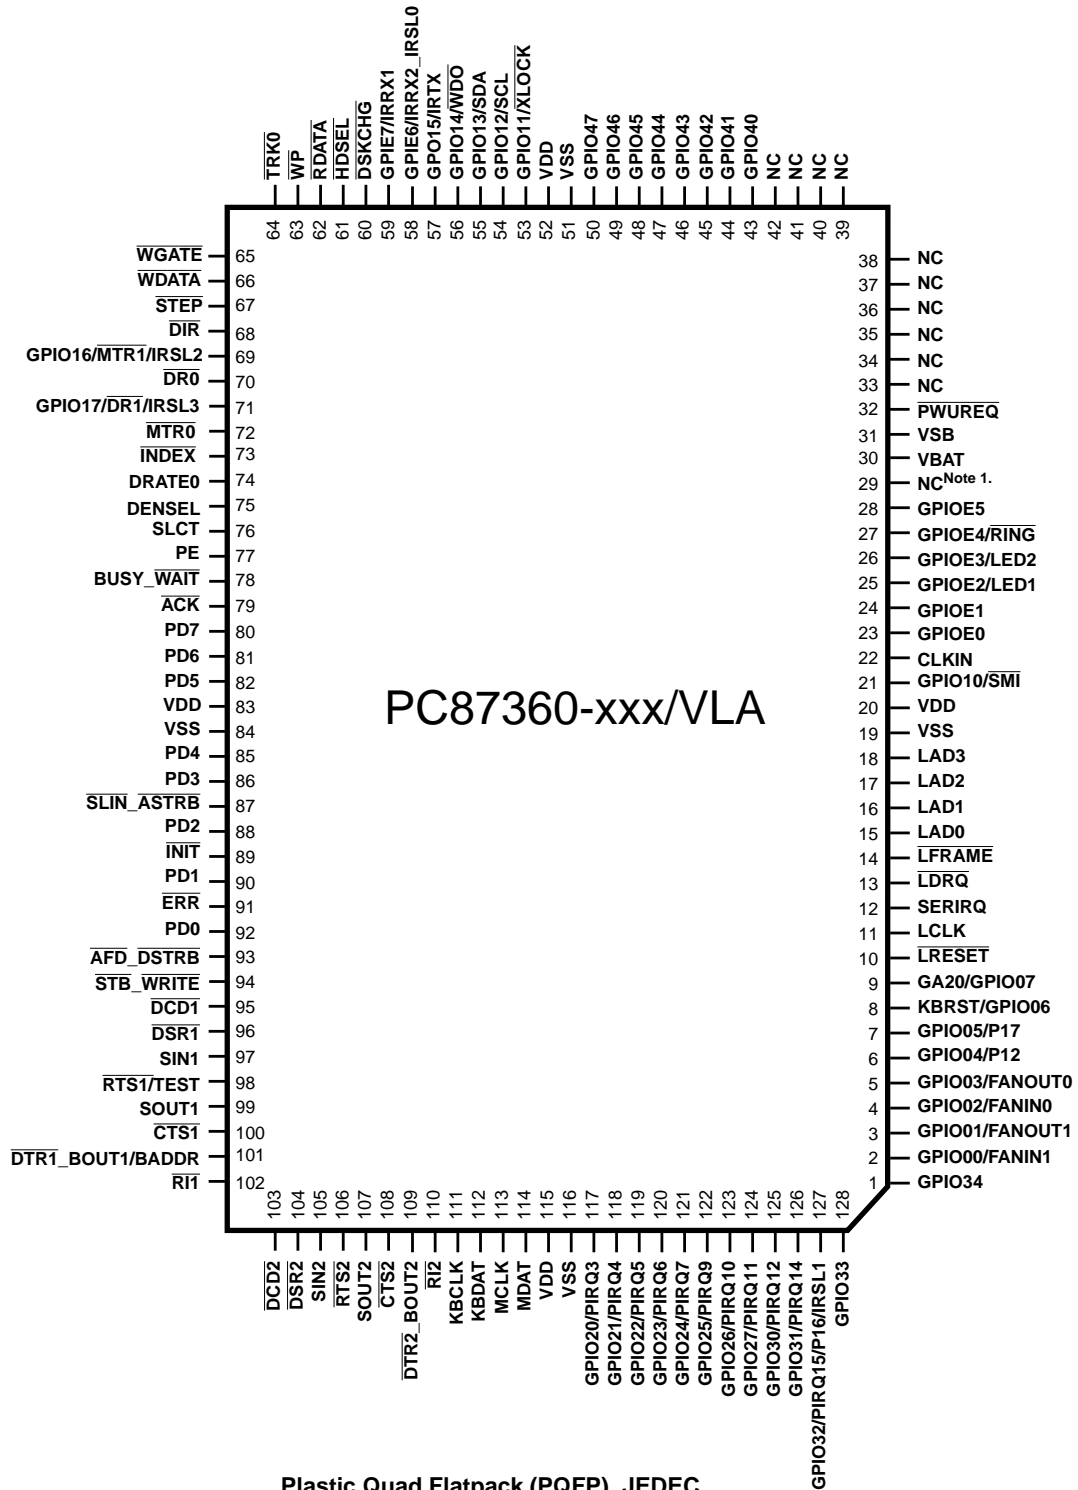 TRK0
WP
RDATA
HDSEL
DSKCHG
GPIE7/IRRX1
GPIE6/IRRX2_IRSL0
GPO15/IRTX
GPIO14/WDO
GPIO13/SDA
GPIO12/SCL
GPIO11/XLOCK
VDD
VSS
GPIO47
GPIO46
GPIO45
GPIO44
GPIO43
GPIO42
GPIO41
GPIO40
NC
NC
NC
NC
64 63 62 61 60 59 58 57 56 55 54 53 52 51 50 49 48 47 46 45 44 43 42 41 40 39
WGATE 65
WDATA 66
STEP 67
DIR 68
GPIO16/MTR1/IRSL2 69
DR0 70
GPIO17/DR1/IRSL3 71
MTR0 72
INDEX 73
DRATE0 74
DENSEL 75
SLCT 76
PE 77
BUSY_WAIT 78
ACK 79
PD7 80
PD6 81
PD5 82
VDD 83
VSS 84
PD4 85
PD3 86
SLIN_ASTRB 87
PD2 88
INIT 89
PD1 90
ERR 91
PD0 92
AFD_DSTRB 93
STB_WRITE 94
DCD1 95
DSR1 96
SIN1 97
RTS1/TEST 98
SOUT1 99
CTS1 100
DTR1_BOUT1/BADDR 101
RI1 102
PC87360-xxx/VLA
38 NC
37 NC
36 NC
35 NC
34 NC
33 NC
32 PWUREQ
31 VSB
30 VBAT
29 NC Note 1.
28 GPIOE5
27 GPIOE4/RING
26 GPIOE3/LED2
25 GPIOE2/LED1
24 GPIOE1
23 GPIOE0
22 CLKIN
21 GPIO10/SMI
20 VDD
19 VSS
18 LAD3
17 LAD2
16 LAD1
15 LAD0
14 LFRAME
13 LDRQ
12 SERIRQ
11 LCLK
10 LRESET
9 GA20/GPIO07
8 KBRST/GPIO06
7 GPIO05/P17
6 GPIO04/P12
5 GPIO03/FANOUT0
4 GPIO02/FANIN0
3 GPIO01/FANOUT1
2 GPIO00/FANIN1
1 GPIO34
103 104 105 106 107 108 109 110 111 112 113 114 115 116 117 118 119 120 121 122 123 124 125 126 127 128
DCD2
DSR2
SIN2
RTS2
SOUT2
CTS2
DTR2_BOUT2
RI2
KBCLK
KBDAT
MCLK
MDAT
VDD
VSS
GPIO20/PIRQ3
GPIO21/PIRQ4
GPIO22/PIRQ5
GPIO23/PIRQ6
GPIO24/PIRQ7
GPIO25/PIRQ9
GPIO26/PIRQ10
GPIO27/PIRQ11
GPIO30/PIRQ12
GPIO31/PIRQ14
GPIO32/PIRQ15/P16/IRSL1
GPIO33
Plastic Quad Flatpack (PQFP), JEDEC